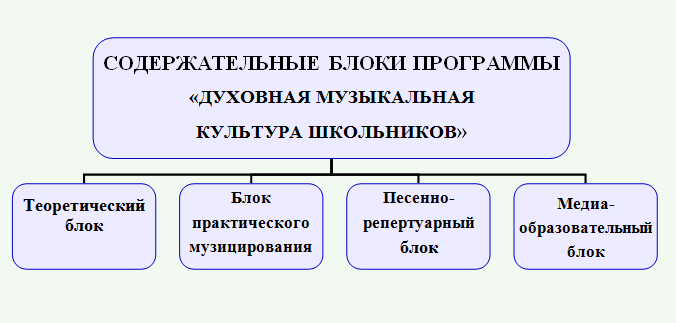 СОДЕРЖАТЕЛЬНЫЕ БЛОКИ ПРОГРАММЫ
«ДУХОВНАЯ МУЗЫКАЛЬНАЯ
КУЛЬТУРА ШКОЛЬНИКОВ»
Теоретический
блок
Блок
практического
музицирования
Песенно-
репертуарный
блок
Медиа-
образовательный
блок